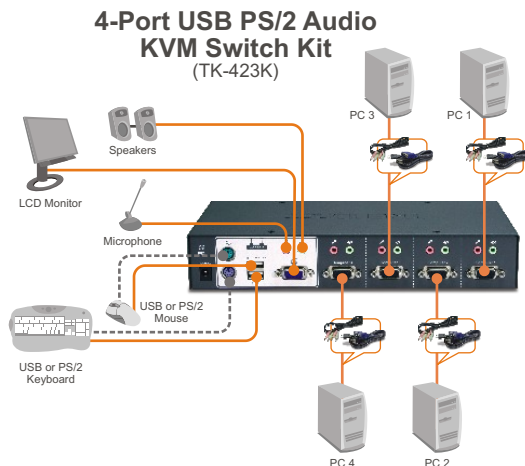 4-Port USB PS/2 Audio
KVM Switch Kit
(TK-423K)
PC 3
PC 1
Speakers
LCD Monitor
Microphone
USB or PS/2
Mouse
USB or PS/2
Keyboard
PC 4
PC 2